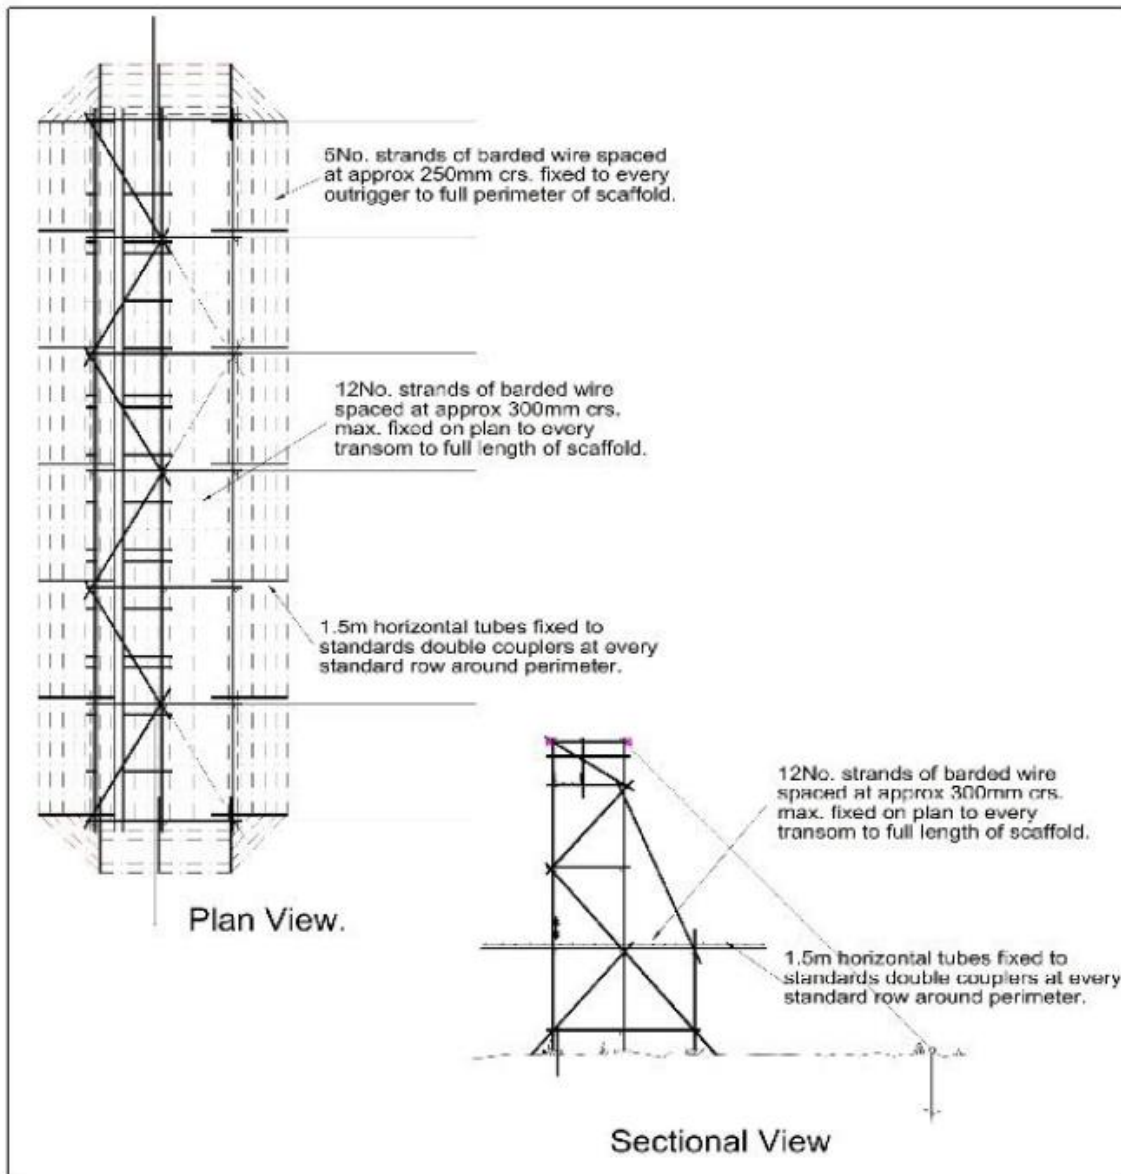 5No. strands of barded wire spaced
at approx 250mm crs. fixed to every
outrigger to full perimeter of scaffold.
12No. strands of barded wire
spaced at approx 300mm crs.
max. fixed on plan to every
transom to full length of scaffold.
1.5m horizontal tubes fixed to
standards double couplers at every
standard row around perimeter.
Plan View.
12No. strands of barded wire
spaced at approx 300mm crs.
max. fixed on plan to every
transom to full length of scaffold.
1.5m horizontal tubes fixed to
standards double couplers at every
standard row around perimeter.
Sectional View